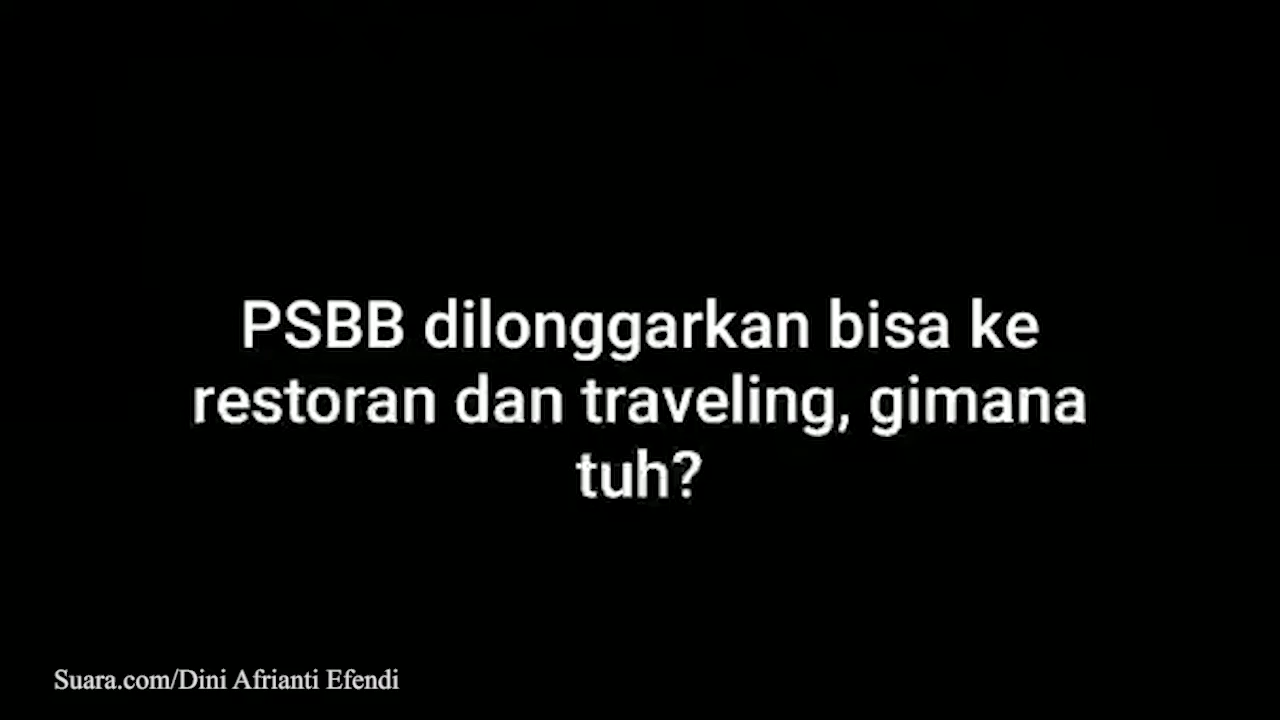 PSBB dilonggarkan bisa ke
restoran dan traveling, gimana
tuh?
Suara.com/Dini Afrianti Efendi